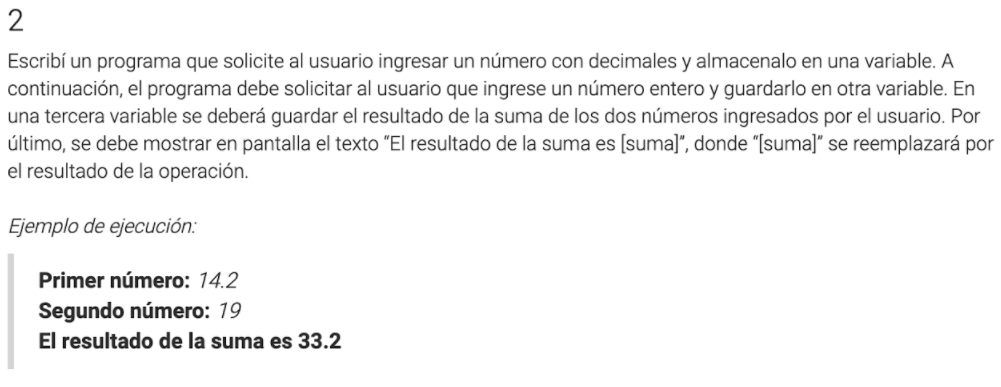 2
Escribí un programa que solicite al usuario ingresar un número con decimales y almacenalo en una variable. A
continuación, el programa debe solicitar al usuario que ingrese un número entero y guardarlo en otra variable. En
una tercera variable se deberá guardar el resultado de la suma de los dos números ingresados por el usuario. Por
último, se debe mostrar en pantalla el texto “El resultado de la suma es [suma]”, donde “[suma]” se reemplazará por
el resultado de la operación.
Ejemplo de ejecución:
Primer número: 14.2
Segundo número: 19
El resultado de la suma es 33.2